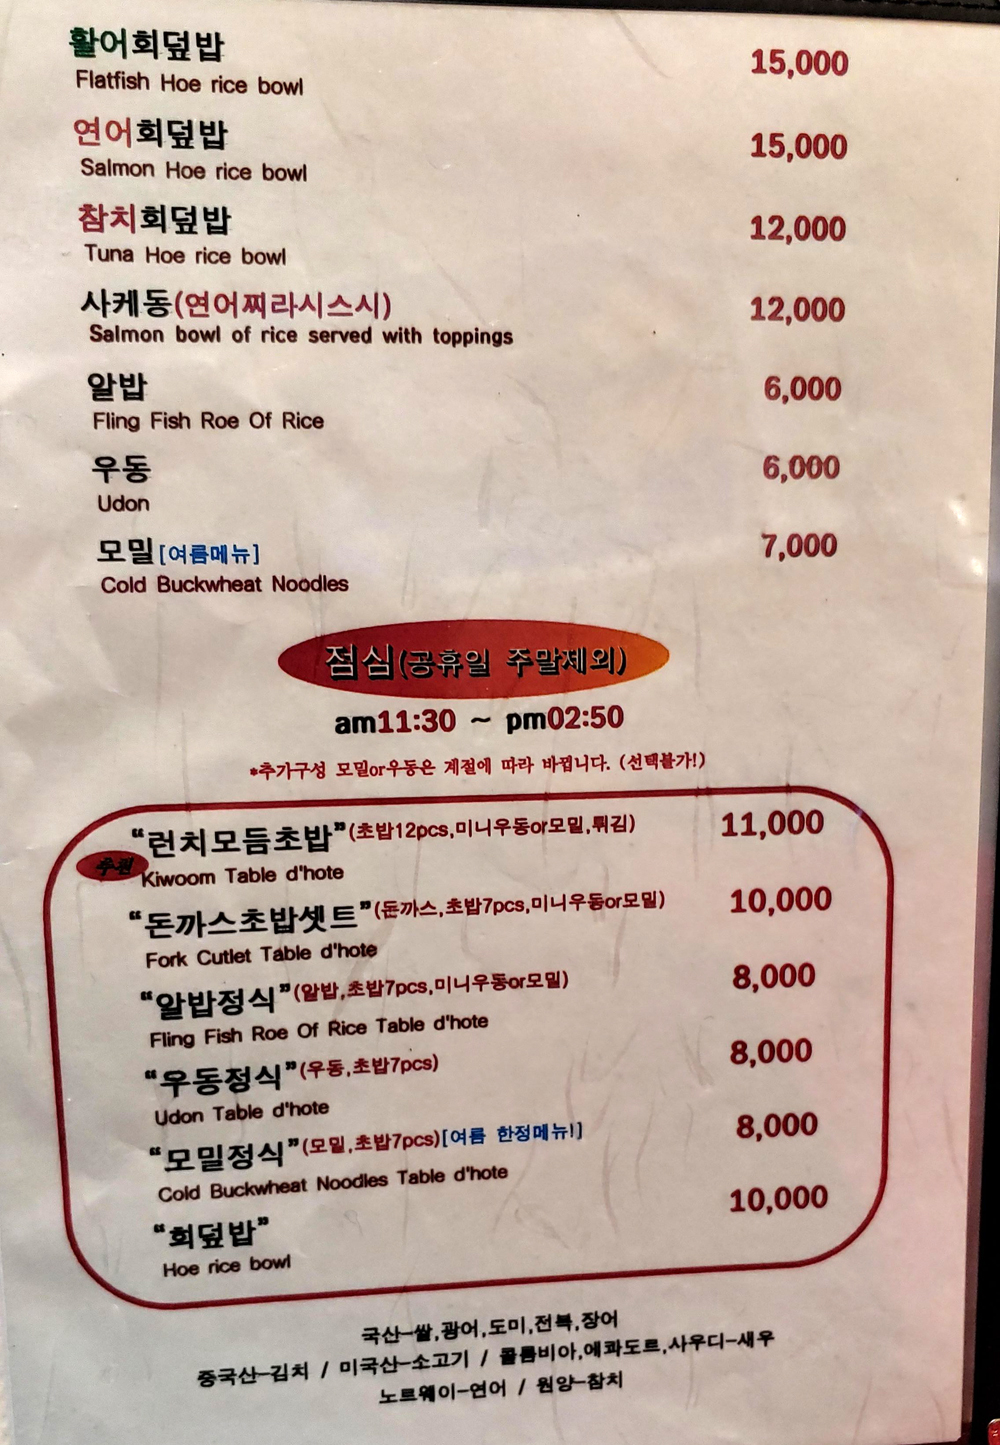 활어회덮밥 15,000
Flatfish Hoe rice bowl
연어회덮밥 15,000
Salmon Hoe rice bowl
참치회덮밥 12,000
Tuna Hoe rice bowl
사케동(연어찌라시스시) 12,000
Salmon bowl of rice served with toppings
알밥 6,000
Fling Fish Roe Of Rice
우동 6,000
Udon
모밀[여름메뉴] 7,000
Cold Buckwheat Noodles
점심(공휴일 주말제외)
am11:30 ~ pm02:50
*추가구성 모밀or우동은 계절에 따라 바뀝니다. (선택불가!)
"런치모듬초밥"(초밥12pcs,미니우동or모밀,튀김) 11,000
추천 Kiwoom Table d'hote
"돈까스초밥셋트"(돈까스,초밥7pcs,미니우동or모밀) 10,000
Fork Cutlet Table d'hote
"알밥정식"(알밥,초밥7pcs,미니우동or모밀) 8,000
Fling Fish Roe Of Rice Table d'hote
"우동정식"(우동,초밥7pcs) 8,000
Udon Table d'hote
"모밀정식"(모밀,초밥7pcs)[여름 한정메뉴!] 8,000
Cold Buckwheat Noodles Table d'hote
"회덮밥" 10,000
Hoe rice bowl
국산-쌀,광어,도미,전복,장어
중국산-김치 / 미국산-소고기 / 콜롬비아,에콰도르,사우디-새우
노르웨이-연어 / 원양-참치